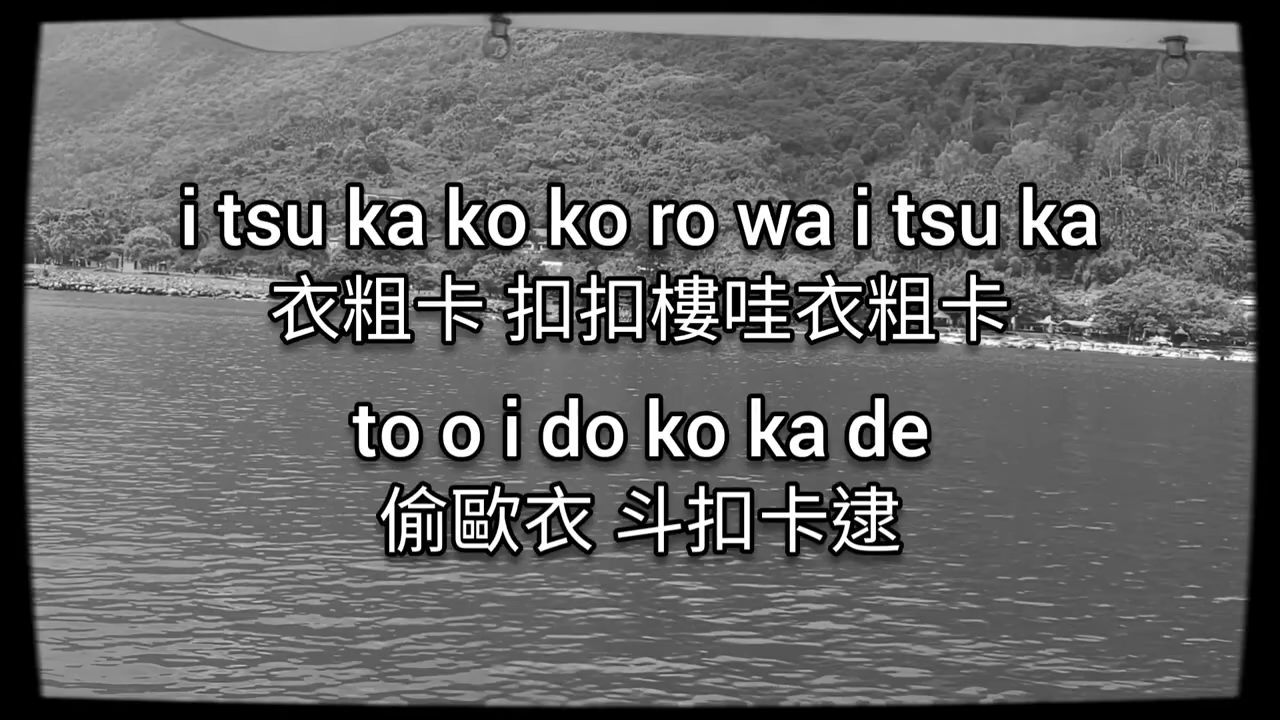 i tsu ka ko ko ro wa i tsu ka
衣粗卡 扣扣樓哇衣粗卡
to o i do ko ka de
偷歐衣 斗扣卡逮